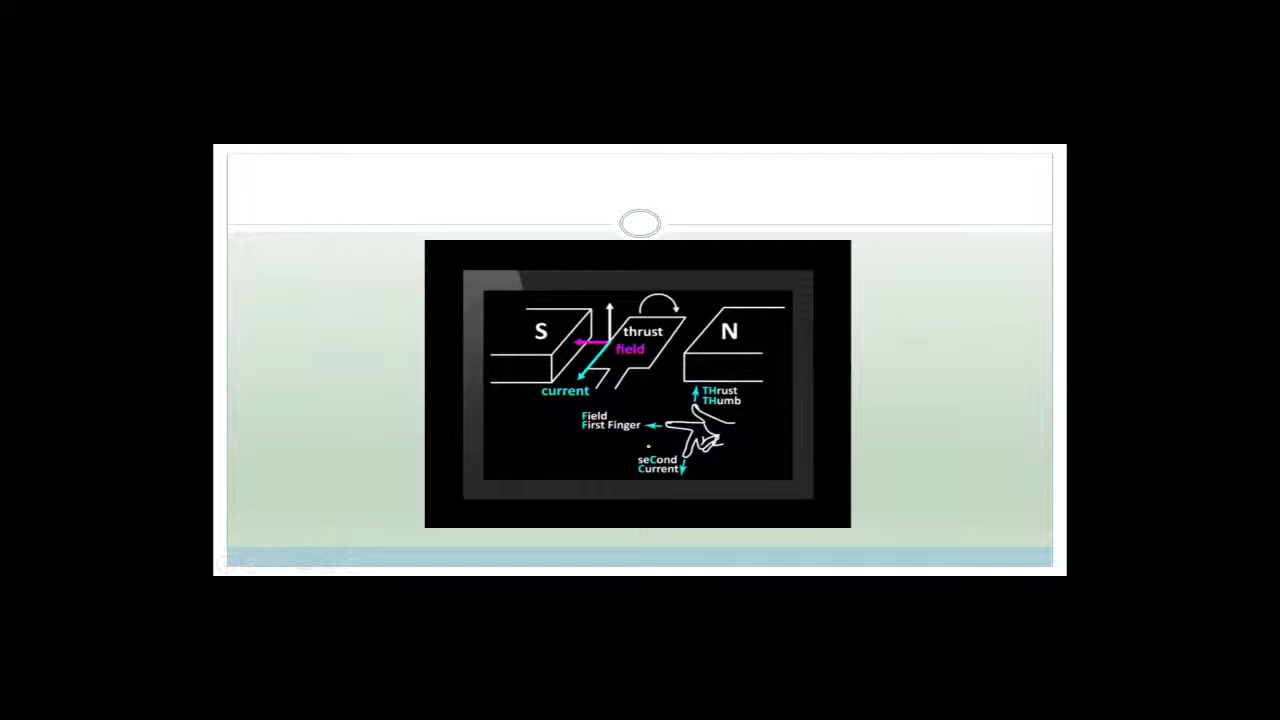 S
thrust
N
field
current
THrust
THumb
Field
First Finger
seCond
Current